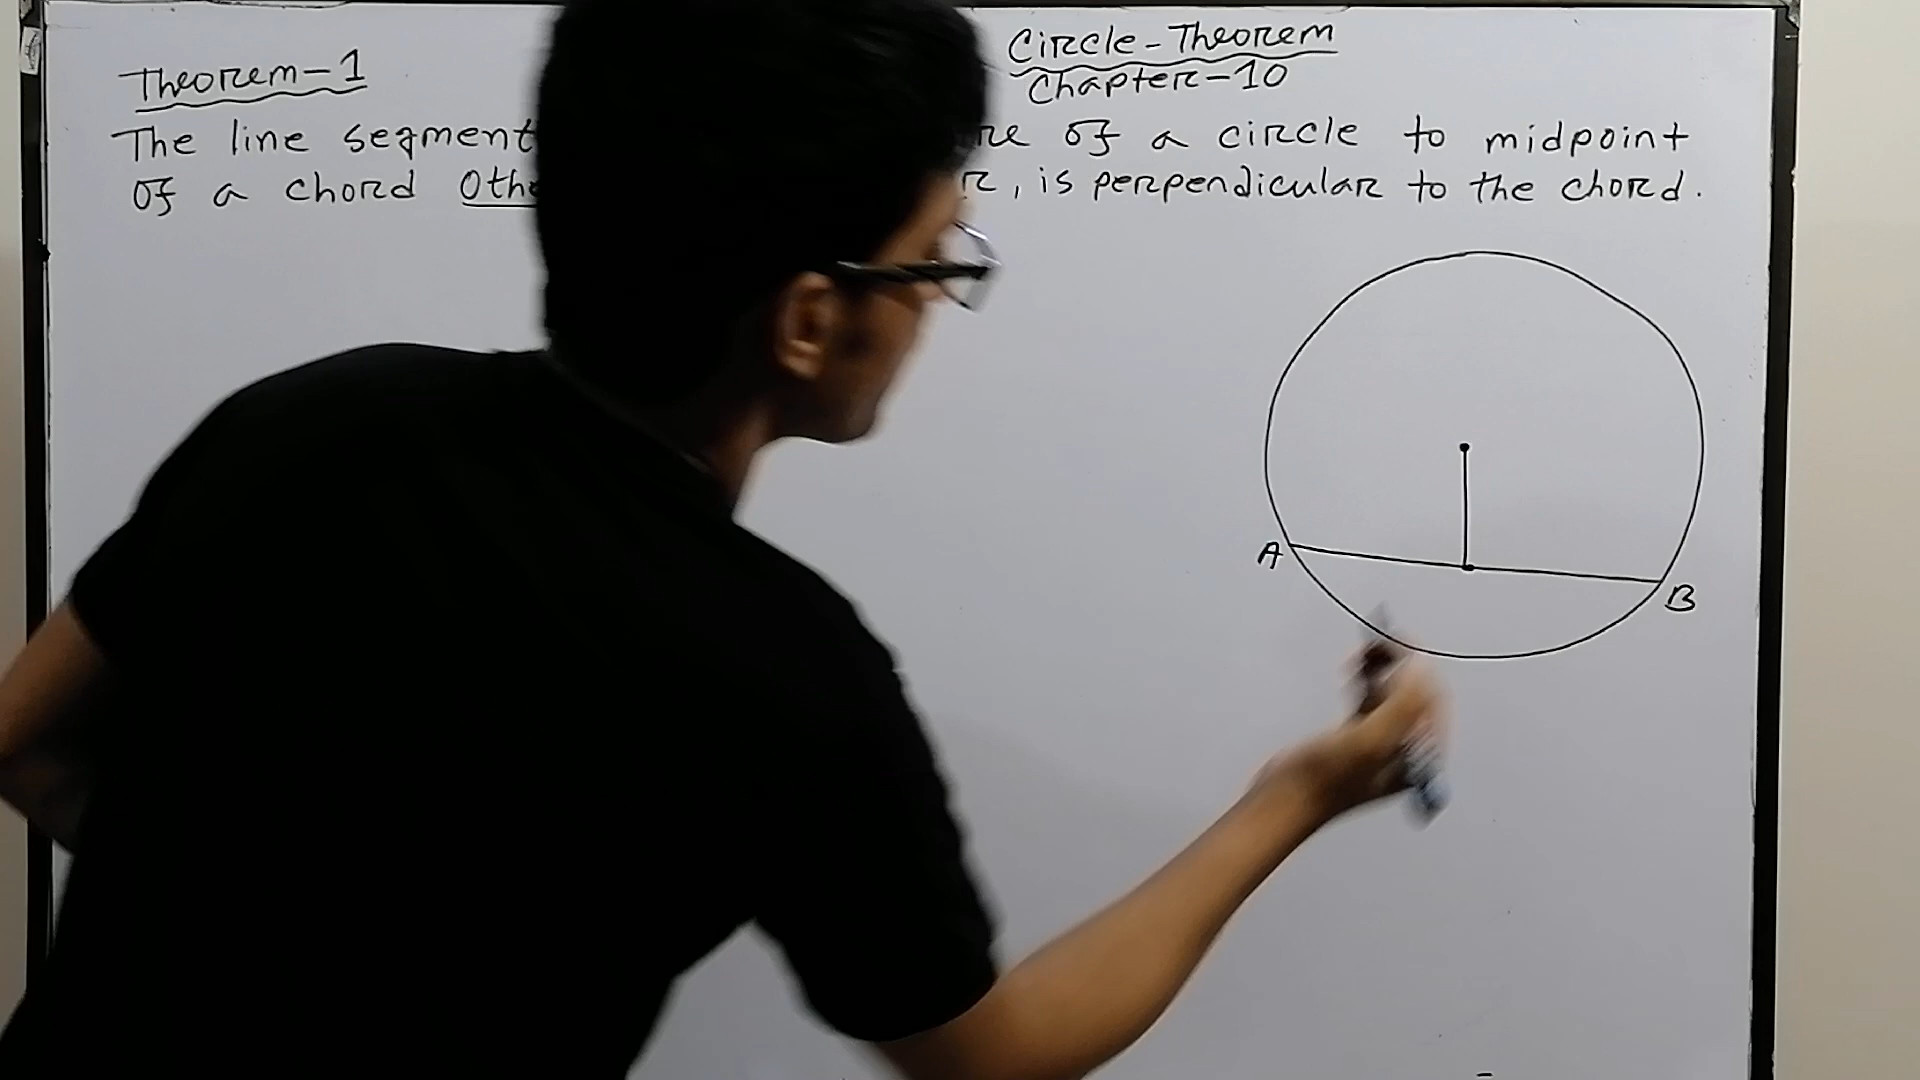 Circle-Theorem
Chapter-10
Theorem-1
The line segment of a circle to midpoint
of a chord , is perpendicular to the chord.
A
B